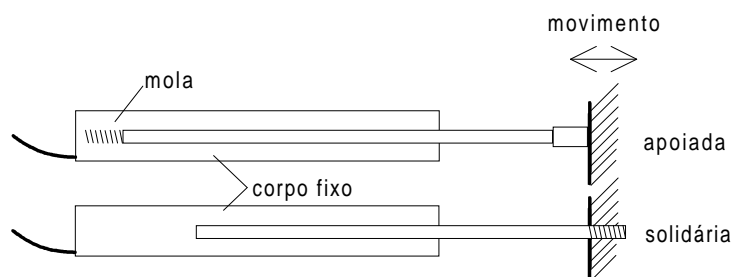 movimento
mola
apoiada
corpo fixo
solidária